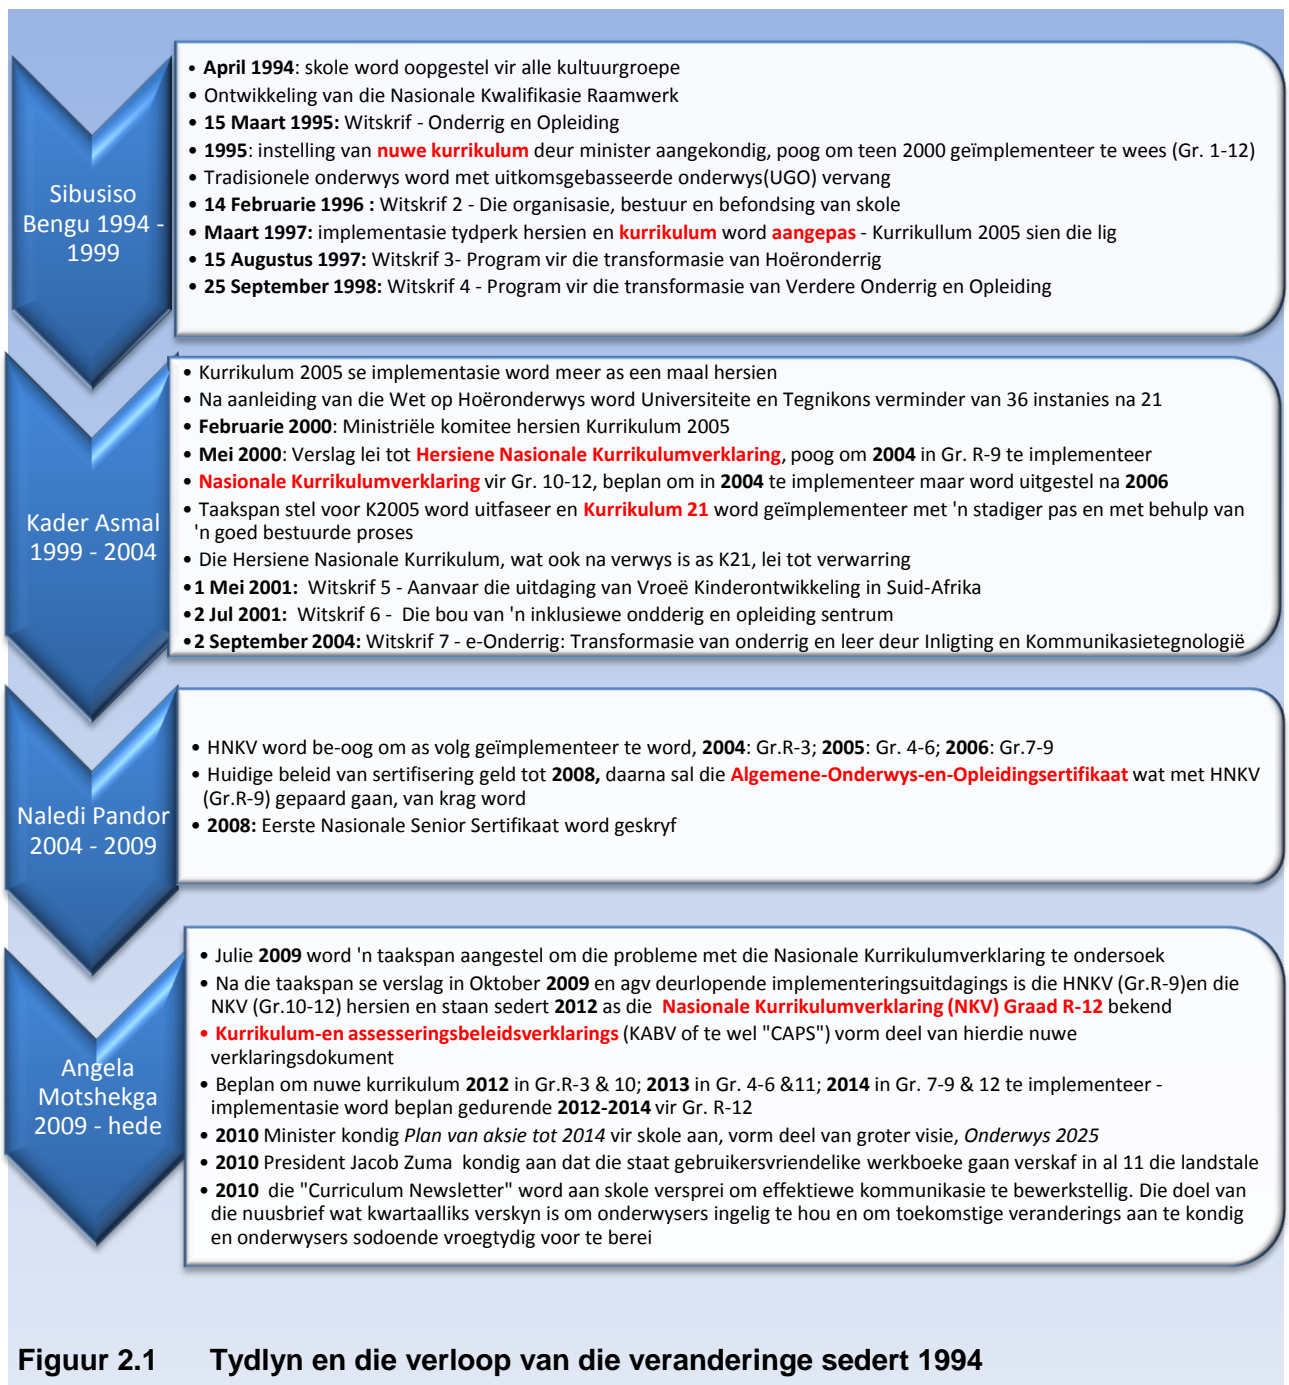 Sibusiso
Bengu 1994 -
1999
• April 1994: skole word oopgestel vir alle kultuurgroepe
• Ontwikkeling van die Nasionale Kwalifikasie Raamwerk
• 15 Maart 1995: Witskrif - Onderrig en Opleiding
• 1995: instelling van nuwe kurrikulum deur minister aangekondig, poog om teen 2000 geïmplementeer te wees (Gr. 1-12)
• Tradisionele onderwys word met uitkomsgebasseerde onderwys(UGO) vervang
• 14 Februarie 1996 : Witskrif 2 - Die organisasie, bestuur en befondsing van skole
• Maart 1997: implementasie tydperk hersien en kurrikulum word aangepas - Kurrikullum 2005 sien die lig
• 15 Augustus 1997: Witskrif 3- Program vir die transformasie van Hoëronderrig
• 25 September 1998: Witskrif 4 - Program vir die transformasie van Verdere Onderrig en Opleiding
Kader Asmal
1999 - 2004
• Kurrikulum 2005 se implementasie word meer as een maal hersien
• Na aanleiding van die Wet op Hoëronderwys word Universiteite en Tegnikons verminder van 36 instanies na 21
• Februarie 2000: Ministriële komitee hersien Kurrikulum 2005
• Mei 2000: Verslag lei tot Hersiene Nasionale Kurrikulumverklaring, poog om 2004 in Gr. R-9 te implementeer
• Nasionale Kurrikulumverklaring vir Gr. 10-12, beplan om in 2004 te implementeer maar word uitgestel na 2006
• Taakspan stel voor K2005 word uitfaseer en Kurrikulum 21 word geïmplementeer met 'n stadiger pas en met behulp van
'n goed bestuurde proses
• Die Hersiene Nasionale Kurrikulum, wat ook na verwys is as K21, lei tot verwarring
•1 Mei 2001: Witskrif 5 - Aanvaar die uitdaging van Vroeë Kinderontwikkeling in Suid-Afrika
•2 Jul 2001: Witskrif 6 - Die bou van 'n inklusiewe ondderig en opleiding sentrum
•2 September 2004: Witskrif 7 - e-Onderrig: Transformasie van onderrig en leer deur Inligting en Kommunikasietegnologië
Naledi Pandor
2004 - 2009
• HNKV word be-oog om as volg geïmplementeer te word, 2004: Gr.R-3; 2005: Gr. 4-6; 2006: Gr.7-9
• Huidige beleid van sertifisering geld tot 2008, daarna sal die Algemene-Onderwys-en-Opleidingsertifikaat wat met HNKV
(Gr.R-9) gepaard gaan, van krag word
• 2008: Eerste Nasionale Senior Sertifikaat word geskryf
Angela
Motshekga
2009 - hede
• Julie 2009 word 'n taakspan aangestel om die probleme met die Nasionale Kurrikulumverklaring te ondersoek
• Na die taakspan se verslag in Oktober 2009 en agv deurlopende implementeringsuitdagings is die HNKV (Gr.R-9)en die
NKV (Gr.10-12) hersien en staan sedert 2012 as die Nasionale Kurrikulumverklaring (NKV) Graad R-12 bekend
• Kurrikulum-en assesseringsbeleidsverklarings (KABV of te wel "CAPS") vorm deel van hierdie nuwe
verklaringsdokument
• Beplan om nuwe kurrikulum 2012 in Gr.R-3 & 10; 2013 in Gr. 4-6 &11; 2014 in Gr. 7-9 & 12 te implementeer -
implementasie word beplan gedurende 2012-2014 vir Gr. R-12
• 2010 Minister kondig Plan van aksie tot 2014 vir skole aan, vorm deel van groter visie, Onderwys 2025
• 2010 President Jacob Zuma kondig aan dat die staat gebruikersvriendelike werkboeke gaan verskaf in al 11 die landstale
• 2010 die "Curriculum Newsletter" word aan skole versprei om effektiewe kommunikasie te bewerkstellig. Die doel van
die nuusbrief wat kwartaalliks verskyn is om onderwysers ingelig te hou en om toekomstige veranderings aan te kondig
en onderwysers sodoende vroegtydig voor te berei
Figuur 2.1 Tydlyn en die verloop van die veranderinge sedert 1994